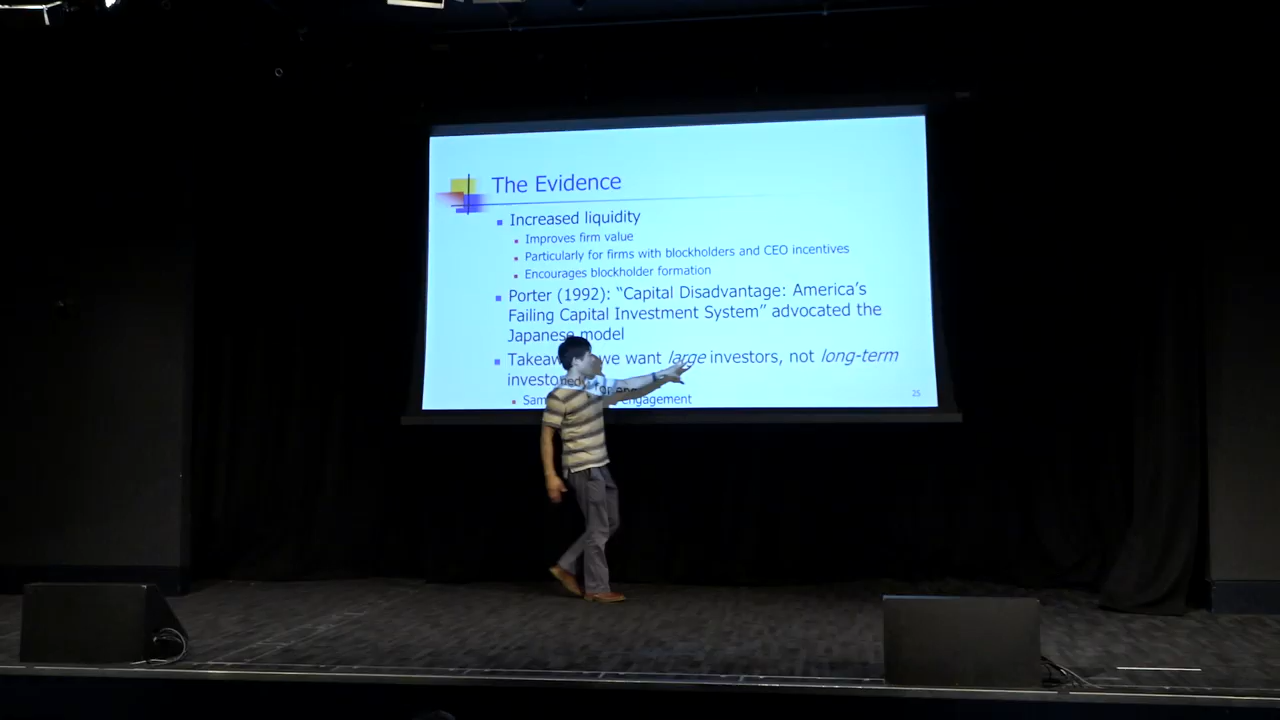 The Evidence
Increased liquidity
Improves firm value
Particularly for firms with blockholders and CEO incentives
Encourages blockholder formation
Porter (1992): “Capital Disadvantage: America’s
Failing Capital Investment System” advocated the
Japanese model
we want large investors, not long-term
engagement
25